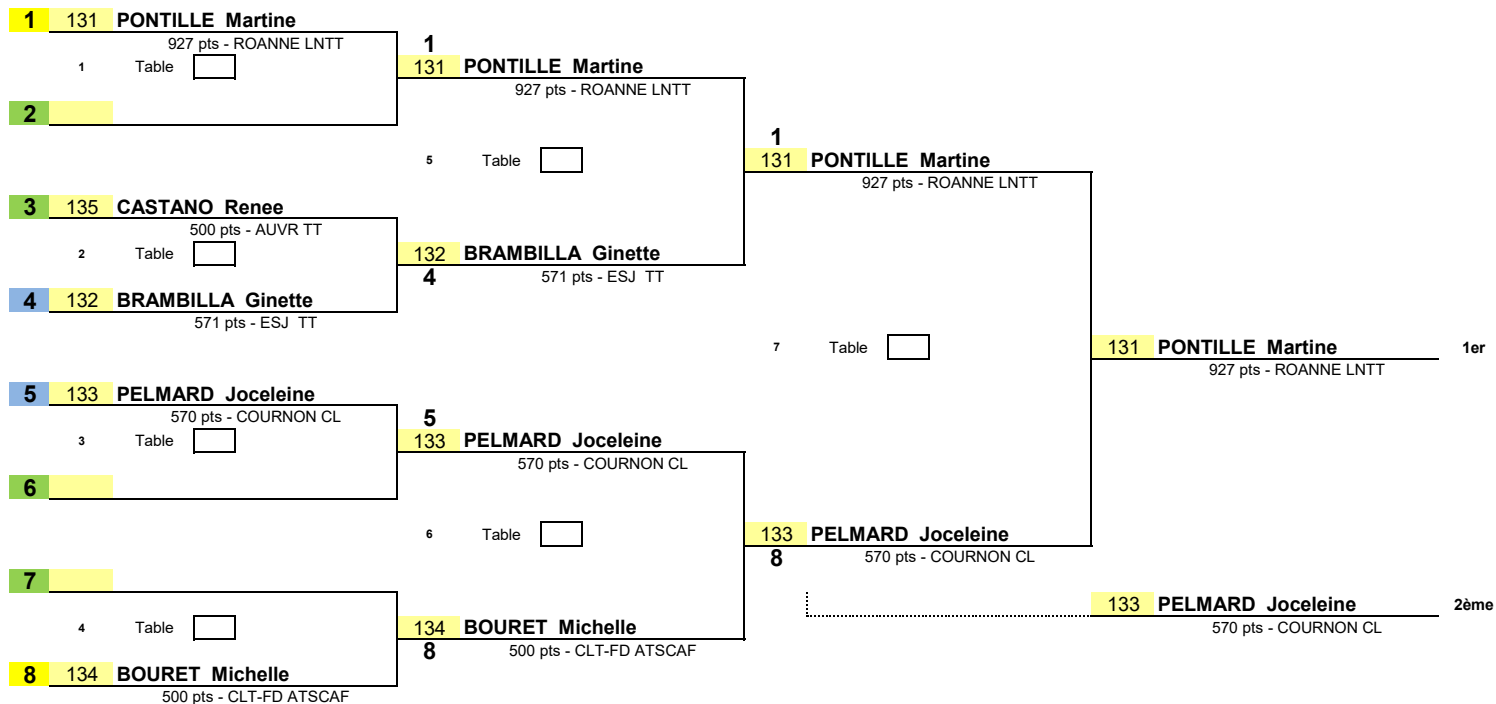 1 131 PONTILLE Martine
927 pts - ROANNE LNTT
1 Table
2
3 135 CASTANO Renee
500 pts - AUVR TT
2 Table
4 132 BRAMBILLA Ginette
571 pts - ESJ TT
5 133 PELMARD Joceleine
570 pts - COURNON CL
3 Table
6
7
4 Table
8 134 BOURET Michelle
500 pts - CLT-FD ATSCAF
1
131 PONTILLE Martine
927 pts - ROANNE LNTT
5 Table
132 BRAMBILLA Ginette
4 571 pts - ESJ TT
5
133 PELMARD Joceleine
570 pts - COURNON CL
6 Table
134 BOURET Michelle
8 500 pts - CLT-FD ATSCAF
1
131 PONTILLE Martine
927 pts - ROANNE LNTT
7 Table
133 PELMARD Joceleine
8 570 pts - COURNON CL
131 PONTILLE Martine 1er
927 pts - ROANNE LNTT
133 PELMARD Joceleine 2ème
570 pts - COURNON CL